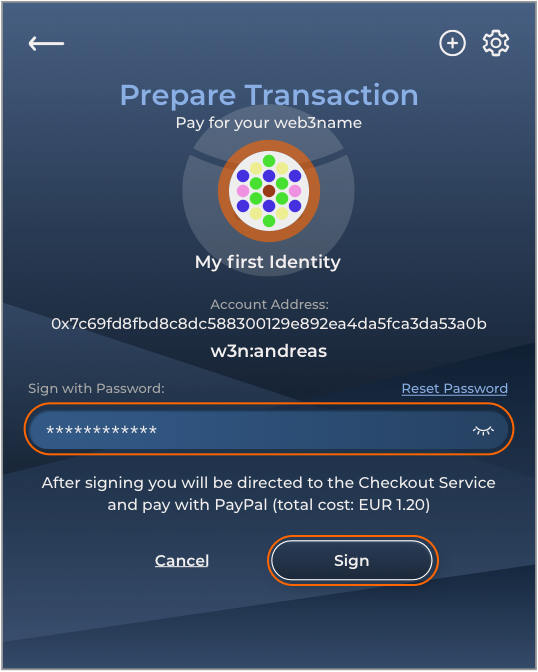 Prepare Transaction
Pay for your web3name
My first Identity
Account Address:
0x7c69fd8fbd8c8dc588300129e892ea4da5fca3da53a0b
w3n:andreas
Sign with Password:
Reset Password
************
After signing you will be directed to the Checkout Service
and pay with PayPal (total cost: EUR 1.20)
Cancel
Sign